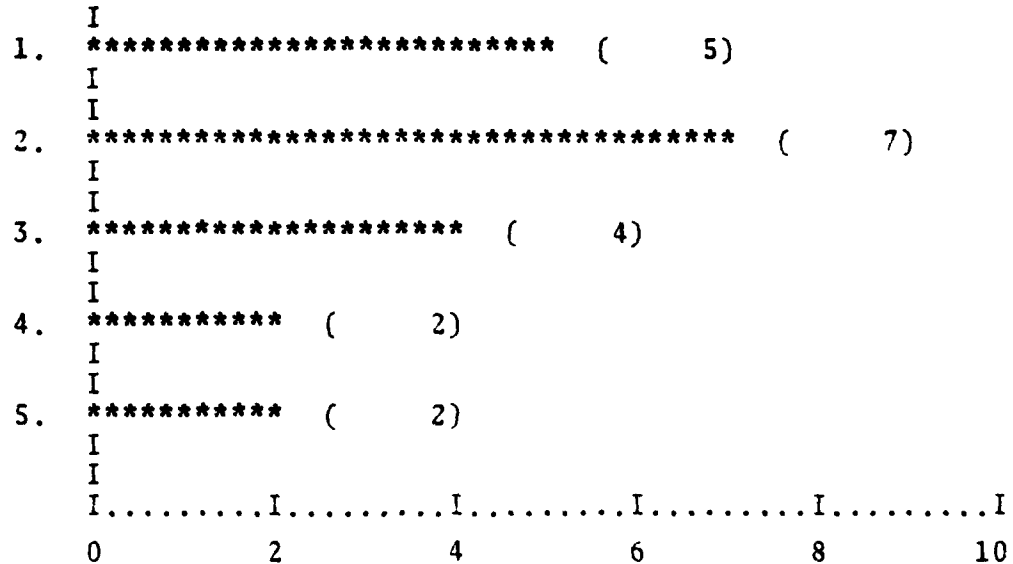 I
1. ************************** ( 5)
I
I
2. ************************************ ( 7)
I
I
3. ********************* ( 4)
I
I
4. *********** ( 2)
I
I
5. *********** ( 2)
I
I
I.........I.........I.........I.........I.........I
0 2 4 6 8 10